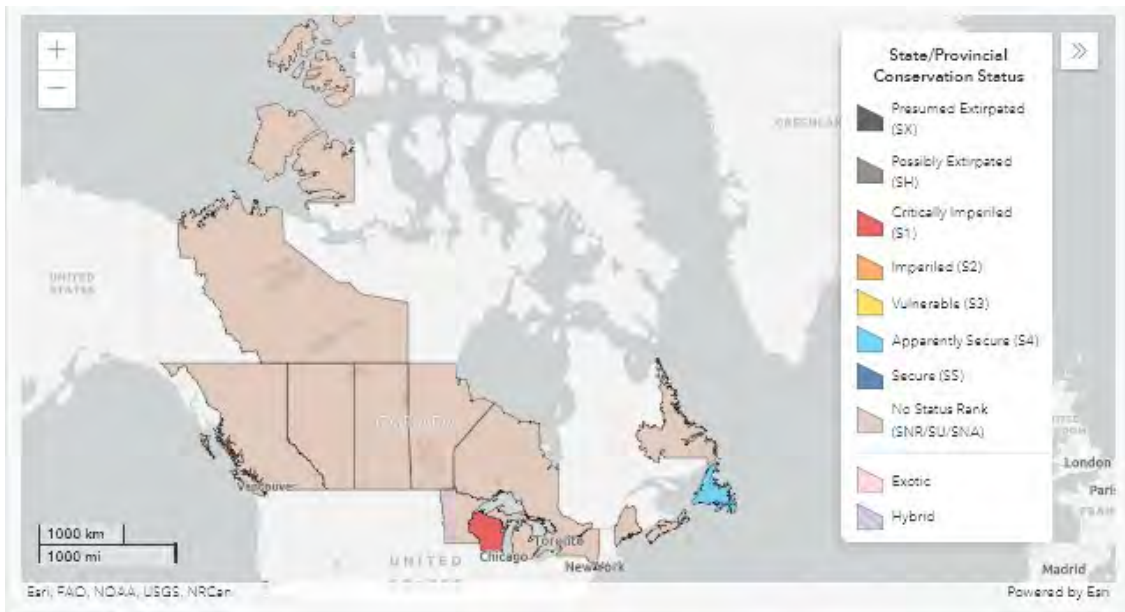 +
−
State/Provincial
Conservation Status
Presumed Extirpated
(SX)
Possibly Extirpated
(SH)
Critically Imperiled
(S1)
Imperiled (S2)
Vulnerable (S3)
Apparently Secure (S4)
Secure (S5)
No Status Rank
(SNR/SU/SNA)
Exotic
Hybrid
»
GREENLAN
UNITED
STATES
Vancouver
Toronto
Chicago
New York
UNITED
London
Paris
Madrid
1000 km
1000 mi
Esri, FAO, NOAA, USGS, NRCan
Powered by Esri